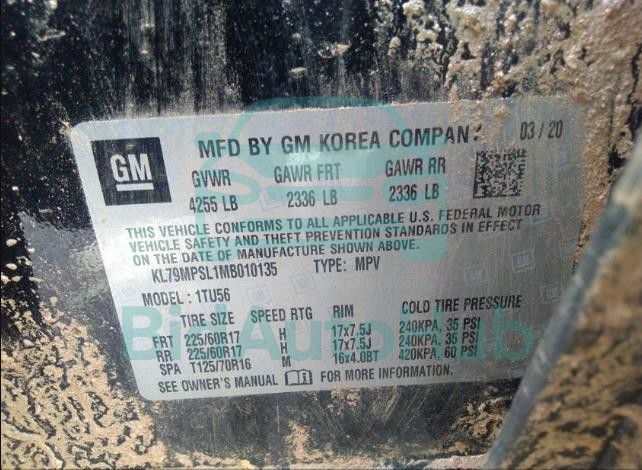 GM
MFD BY GM KOREA COMPAN
03/20
GVWR GAWR FRT GAWR RR
4255 LB 2336 LB 2336 LB
THIS VEHICLE CONFORMS TO ALL APPLICABLE U.S. FEDERAL MOTOR
VEHICLE SAFETY AND THEFT PREVENTION STANDARDS IN EFFECT
ON THE DATE OF MANUFACTURE SHOWN ABOVE.
KL79MPSL1MB010135 TYPE: MPV
MODEL: 1TU56
TIRE SIZE SPEED RTG RIM COLD TIRE PRESSURE
FRT 225/60R17 H 17x7.5J 240KPA, 35 PSI
RR 225/60R17 H 17x7.5J 240KPA, 35 PSI
SPA T125/70R16 M 16x4.0BT 420KPA, 60 PSI
SEE OWNER'S MANUAL FOR MORE INFORMATION.